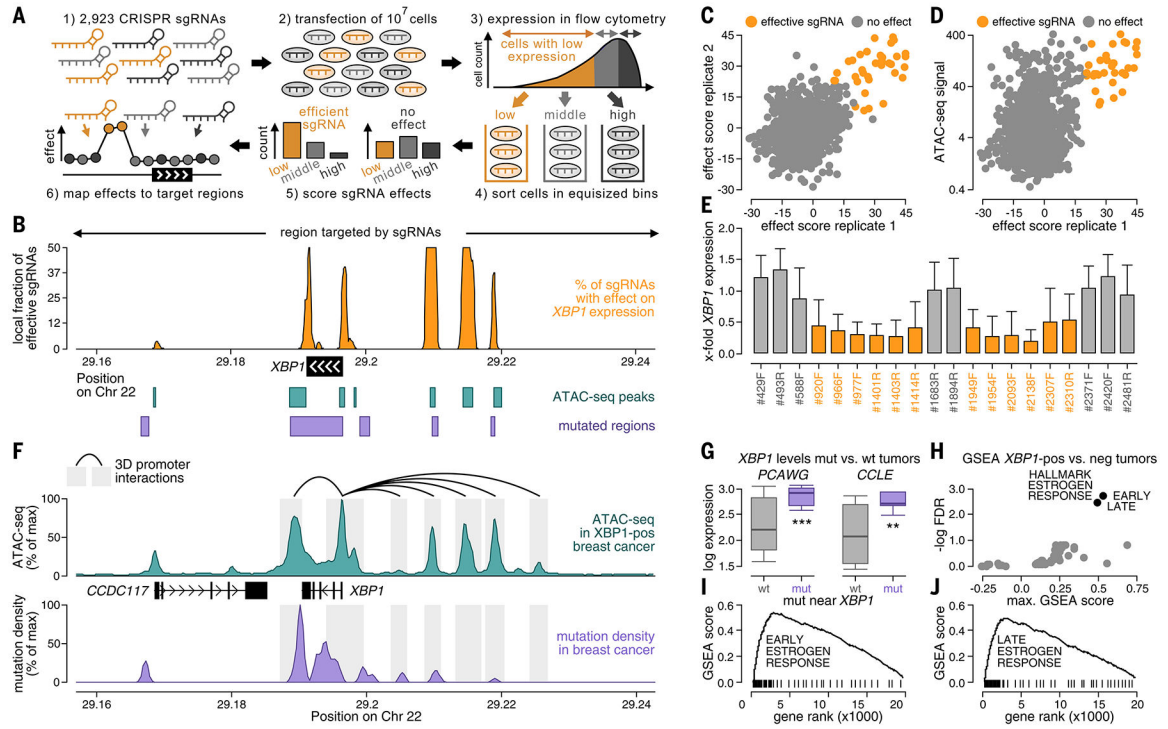 A
1) 2,923 CRISPR sgRNAs
2) transfection of 10⁷ cells
3) expression in flow cytometry
cells with low
expression
cell count
low
middle
high
effect
efficient
sgRNA
no
effect
count
low
middle
high
low
middle
high
6) map effects to target regions
5) score sgRNA effects
4) sort cells in equisized bins
B
region targeted by sgRNAs
local fraction of
effective sgRNAs
50
37
25
12
0
% of sgRNAs
with effect on
XBP1 expression
29.16
29.18
29.2
29.22
29.24
Position
on Chr 22
XBP1
ATAC-seq peaks
mutated regions
C
effective sgRNA
no effect
effect score replicate 2
45
30
15
0
-15
-30
-30
-15
0
15
30
45
effect score replicate 1
D
effective sgRNA
no effect
ATAC-seq signal
400
40
4
0.4
-30
-15
0
15
30
45
effect score replicate 1
E
x-fold XBP1 expression
2.0
1.5
1.0
0.5
0.0
#429F
#493R
#588F
#920F
#966F
#977F
#1401R
#1403R
#1414R
#1683R
#1894R
#1949F
#1954F
#2093F
#2138F
#2307F
#2310R
#2371F
#2420F
#2481R
F
3D promoter
interactions
ATAC-seq
(% of max)
100
50
0
ATAC-seq
in XBP1-pos
breast cancer
CCDC117
XBP1
mutation density
(% of max)
100
50
0
mutation density
in breast cancer
29.16
29.18
29.2
29.22
29.24
Position on Chr 22
G
XBP1 levels mut vs. wt tumors
PCAWG
CCLE
log expression
3.0
2.5
2.0
1.5
***
**
wt
mut
wt
mut
mut near XBP1
H
GSEA XBP1-pos vs. neg tumors
HALLMARK
ESTROGEN
RESPONSE
EARLY
LATE
-log FDR
3.0
2.0
1.0
0.0
-0.25
0.0
0.25
0.5
0.75
max. GSEA score
I
GSEA score
0.6
0.4
0.2
0.0
EARLY
ESTROGEN
RESPONSE
0
5
10
15
20
gene rank (x1000)
J
GSEA score
0.6
0.4
0.2
0.0
LATE
ESTROGEN
RESPONSE
0
5
10
15
20
gene rank (x1000)